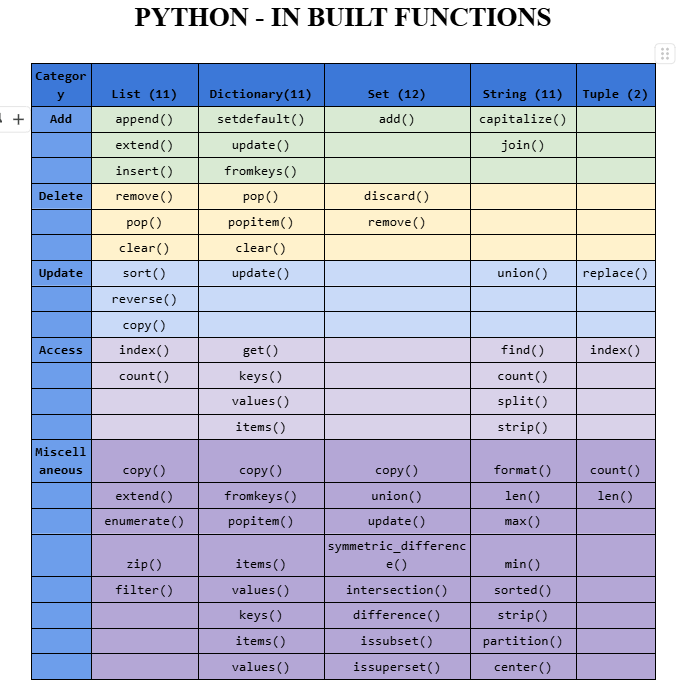 PYTHON - IN BUILT FUNCTIONS
Categor
y List (11) Dictionary(11) Set (12) String (11) Tuple (2)
Add append() setdefault() add() capitalize()
extend() update() join()
insert() fromkeys()
Delete remove() pop() discard()
pop() popitem() remove()
clear() clear()
Update sort() update() union() replace()
reverse()
copy()
Access index() get() find() index()
count() keys() count()
values() split()
items() strip()
Miscell
aneous copy() copy() copy() format() count()
extend() fromkeys() union() len() len()
enumerate() popitem() update() max()
symmetric_differenc
zip() items() e() min()
filter() values() intersection() sorted()
keys() difference() strip()
items() issubset() partition()
values() issuperset() center()